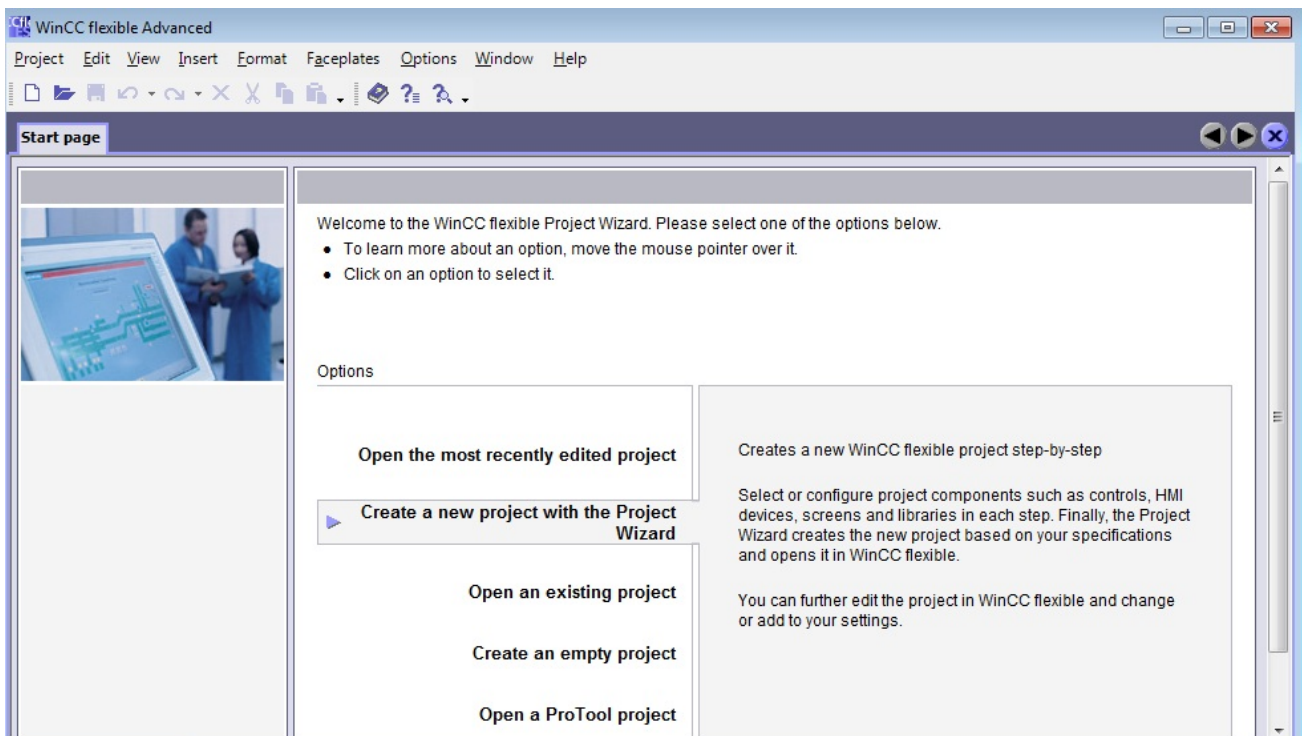 WinCC flexible Advanced
Project Edit View Insert Format Faceplates Options Window Help
Start page
Welcome to the WinCC flexible Project Wizard. Please select one of the options below.
• To learn more about an option, move the mouse pointer over it.
• Click on an option to select it.
Options
Open the most recently edited project
Create a new project with the Project
Wizard
Open an existing project
Create an empty project
Open a ProTool project
Creates a new WinCC flexible project step-by-step
Select or configure project components such as controls, HMI
devices, screens and libraries in each step. Finally, the Project
Wizard creates the new project based on your specifications
and opens it in WinCC flexible.
You can further edit the project in WinCC flexible and change
or add to your settings.